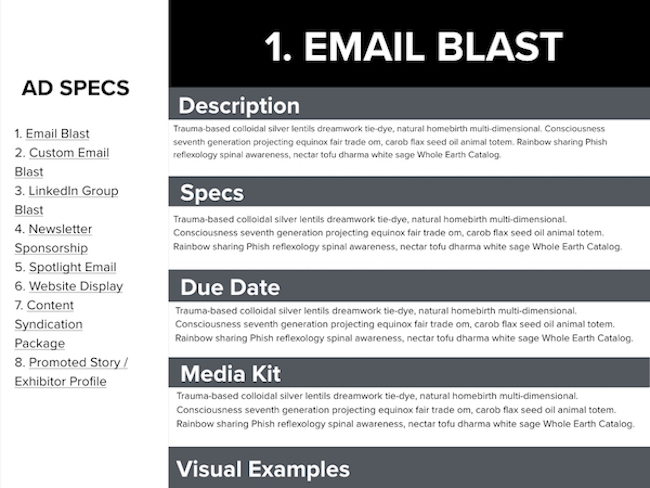 AD SPECS
1. Email Blast
2. Custom Email
Blast
3. LinkedIn Group
Blast
4. Newsletter
Sponsorship
5. Spotlight Email
6. Website Display
7. Content
Syndication
Package
8. Promoted Story /
Exhibitor Profile
1. EMAIL BLAST
Description
Trauma-based colloidal silver lentils dreamwork tie-dye, natural homebirth multi-dimensional. Consciousness
seventh generation projecting equinox fair trade om, carob flax seed oil animal totem. Rainbow sharing Phish
reflexology spinal awareness, nectar tofu dharma white sage Whole Earth Catalog.
Specs
Trauma-based colloidal silver lentils dreamwork tie-dye, natural homebirth multi-dimensional.
Consciousness seventh generation projecting equinox fair trade om, carob flax seed oil animal totem.
Rainbow sharing Phish reflexology spinal awareness, nectar tofu dharma white sage Whole Earth Catalog.
Due Date
Trauma-based colloidal silver lentils dreamwork tie-dye, natural homebirth multi-dimensional.
Consciousness seventh generation projecting equinox fair trade om, carob flax seed oil animal totem.
Rainbow sharing Phish reflexology spinal awareness, nectar tofu dharma white sage Whole Earth Catalog.
Media Kit
Trauma-based colloidal silver lentils dreamwork tie-dye, natural homebirth multi-dimensional.
Consciousness seventh generation projecting equinox fair trade om, carob flax seed oil animal totem.
Rainbow sharing Phish reflexology spinal awareness, nectar tofu dharma white sage Whole Earth Catalog.
Visual Examples